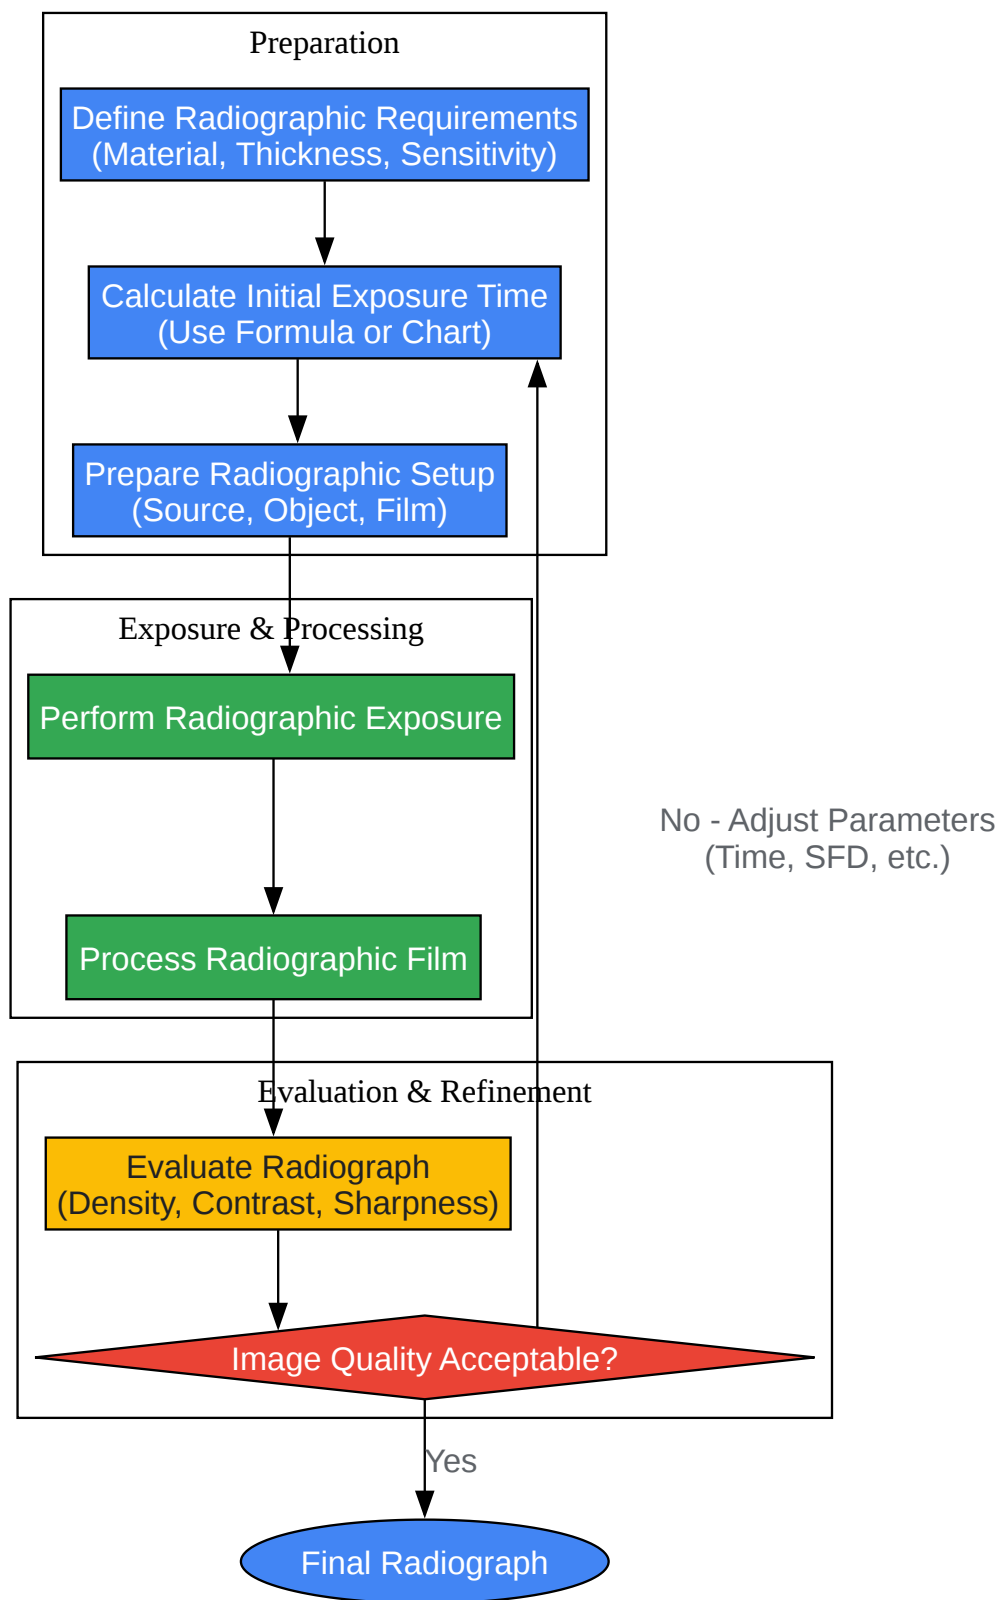 Preparation
Define Radiographic Requirements
(Material, Thickness, Sensitivity)
Calculate Initial Exposure Time
(Use Formula or Chart)
Prepare Radiographic Setup
(Source, Object, Film)
Exposure & Processing
Perform Radiographic Exposure
No - Adjust Parameters
(Time, SFD, etc.)
Process Radiographic Film
Evaluation & Refinement
Evaluate Radiograph
(Density, Contrast, Sharpness)
Image Quality Acceptable?
Yes
Final Radiograph